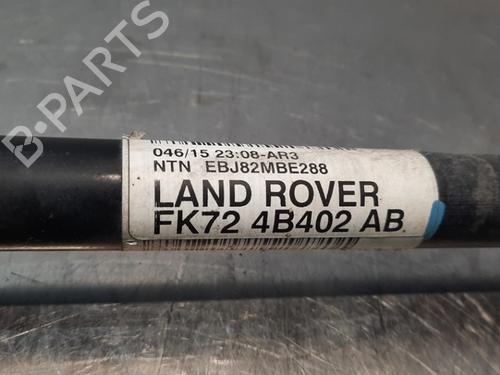 B-PARTS
046/15 23:08-AR3
NTN EBJ82MBE288
LAND ROVER
FK72 4B402 AB